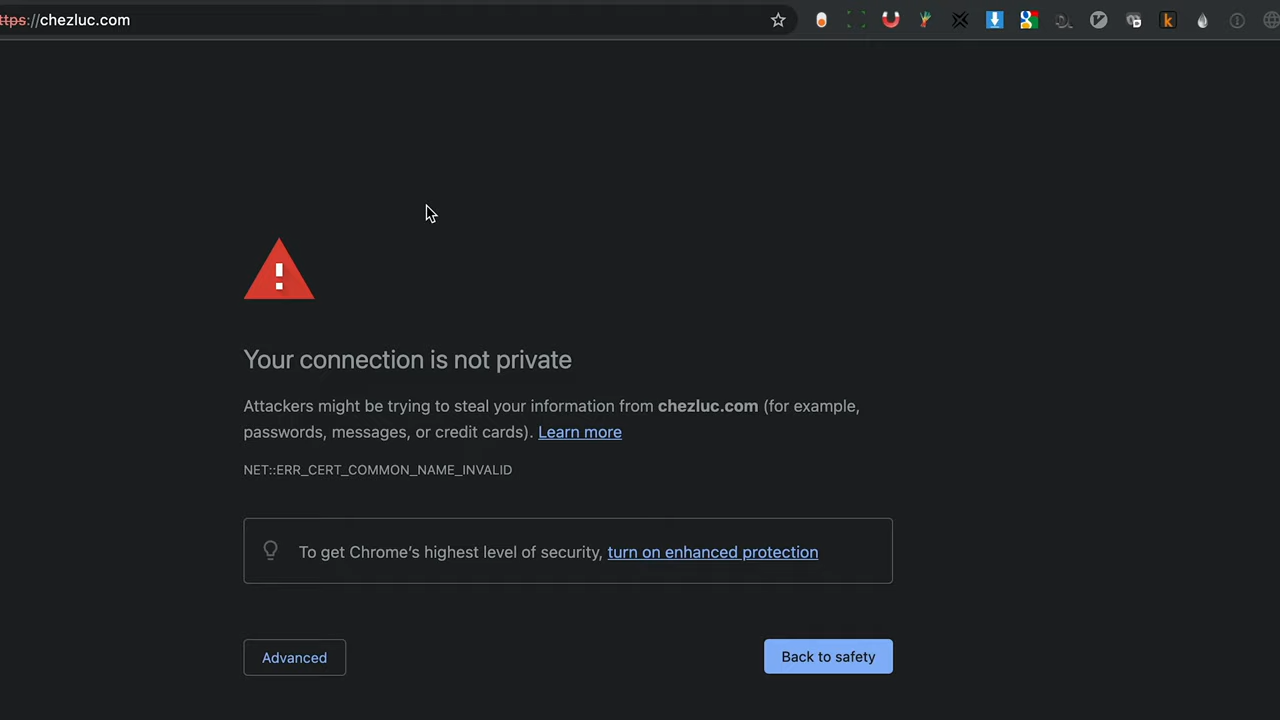 ttps://chezluc.com
Your connection is not private
Attackers might be trying to steal your information from chezluc.com (for example,
passwords, messages, or credit cards). Learn more
NET::ERR_CERT_COMMON_NAME_INVALID
To get Chrome's highest level of security, turn on enhanced protection
Advanced
Back to safety